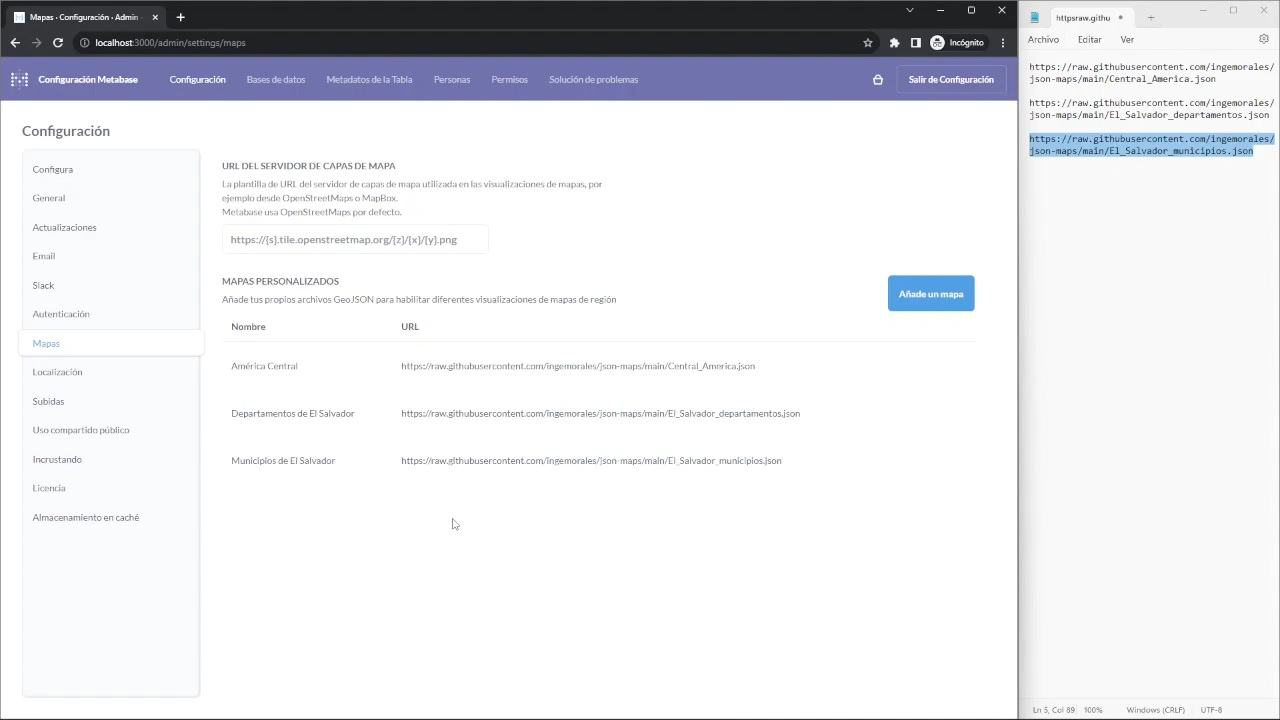 Mapas · Configuración · Admin ·
localhost:3000/admin/settings/maps
Incógnito
Configuración Metabase
Configuración
Bases de datos
Metadatos de la Tabla
Personas
Permisos
Solución de problemas
Salir de Configuración
Configuración
Configura
General
Actualizaciones
Email
Slack
Autenticación
Mapas
Localización
Subidas
Uso compartido público
Incrustando
Licencia
Almacenamiento en caché
URL DEL SERVIDOR DE CAPAS DE MAPA
La plantilla de URL del servidor de capas de mapa utilizada en las visualizaciones de mapas, por
ejemplo desde OpenStreetMaps o MapBox.
Metabase usa OpenStreetMaps por defecto.
https://{s}.tile.openstreetmap.org/{z}/{x}/{y}.png
MAPAS PERSONALIZADOS
Añade tus propios archivos GeoJSON para habilitar diferentes visualizaciones de mapas de región
Añade un mapa
Nombre URL
América Central https://raw.githubusercontent.com/ingemorales/json-maps/main/Central_America.json
Departamentos de El Salvador https://raw.githubusercontent.com/ingemorales/json-maps/main/El_Salvador_departamentos.json
Municipios de El Salvador https://raw.githubusercontent.com/ingemorales/json-maps/main/El_Salvador_municipios.json
httpsraw.githu
Archivo Editar Ver
https://raw.githubusercontent.com/ingemorales/
json-maps/main/Central_America.json
https://raw.githubusercontent.com/ingemorales/
json-maps/main/El_Salvador_departamentos.json
https://raw.githubusercontent.com/ingemorales/
json-maps/main/El_Salvador_municipios.json
Ln 5, Col 89 100% Windows (CRLF) UTF-8